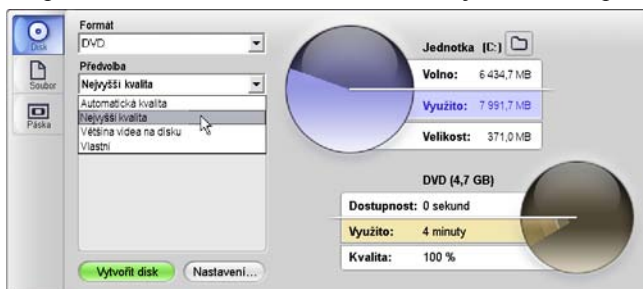 Disk
Soubor
Páska
Format
DVD
Předvolba
Nejvyšší kvalita
Automatická kvalita
Nejvyšší kvalita
Většina videa na disku
Vlastní
Vytvořit disk
Nastavení...
Jednotka (C:)
Volno: 6 434,7 MB
Využito: 7 991,7 MB
Velikost: 371,0 MB
DVD (4,7 GB)
Dostupnost: 0 sekund
Využito: 4 minuty
Kvalita: 100 %